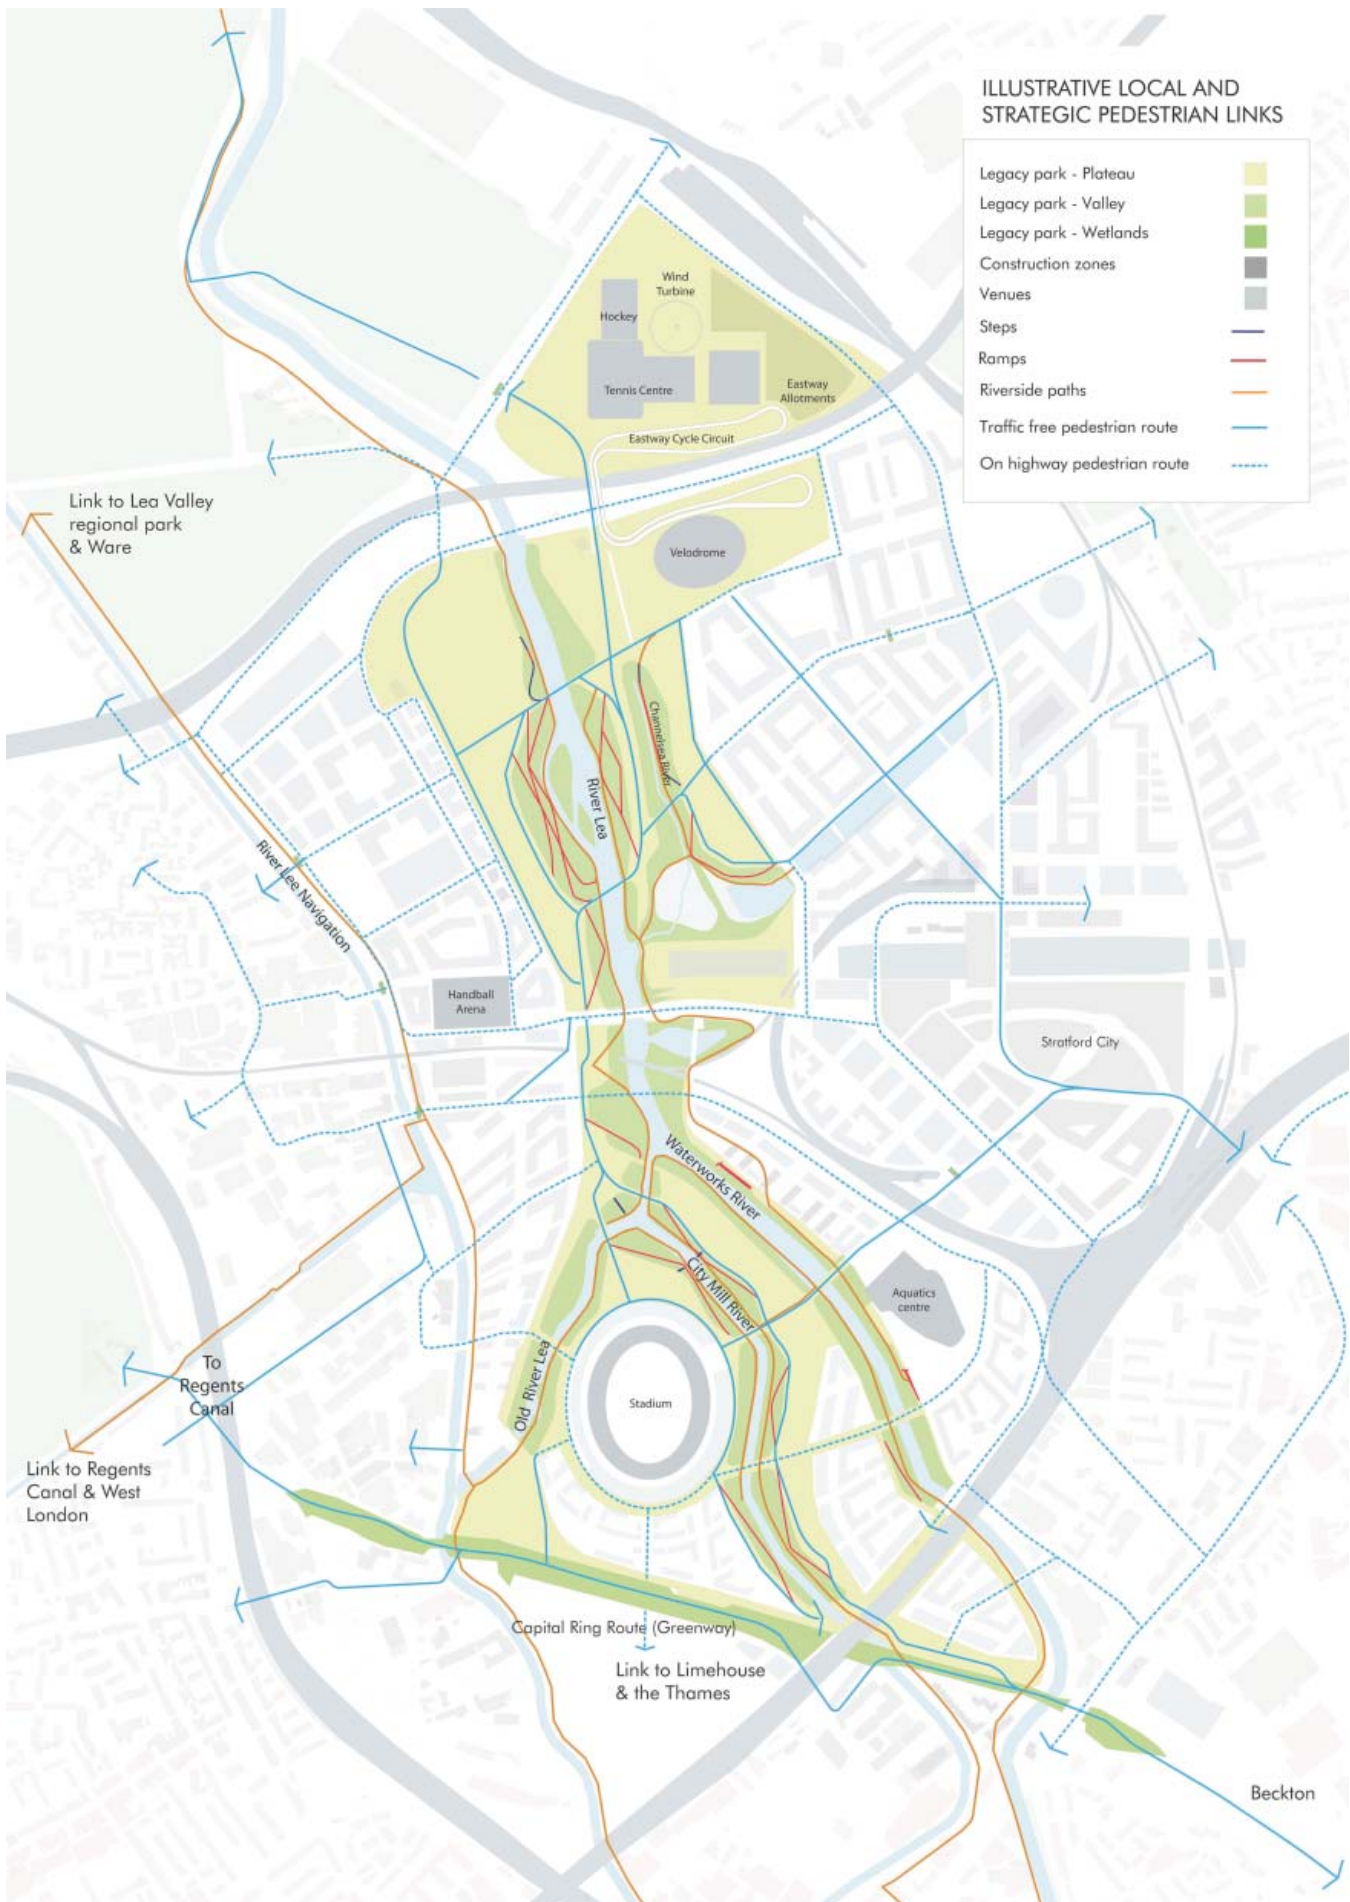 ILLUSTRATIVE LOCAL AND
STRATEGIC PEDESTRIAN LINKS
Legacy park - Plateau
Legacy park - Valley
Legacy park - Wetlands
Construction zones
Venues
Steps
Ramps
Riverside paths
Traffic free pedestrian route
On highway pedestrian route
Wind
Turbine
Hockey
Tennis Centre
Eastway
Allotments
Eastway Cycle Circuit
Link to Lea Valley
regional park
& Ware
Velodrome
Channelsea River
River Lea
River Lee Navigation
Handball
Arena
Stratford City
Waterworks River
City Mill River
Aquatics
centre
Old River Lea
To
Regents
Canal
Stadium
Link to Regents
Canal & West
London
Capital Ring Route (Greenway)
Link to Limehouse
& the Thames
Beckton